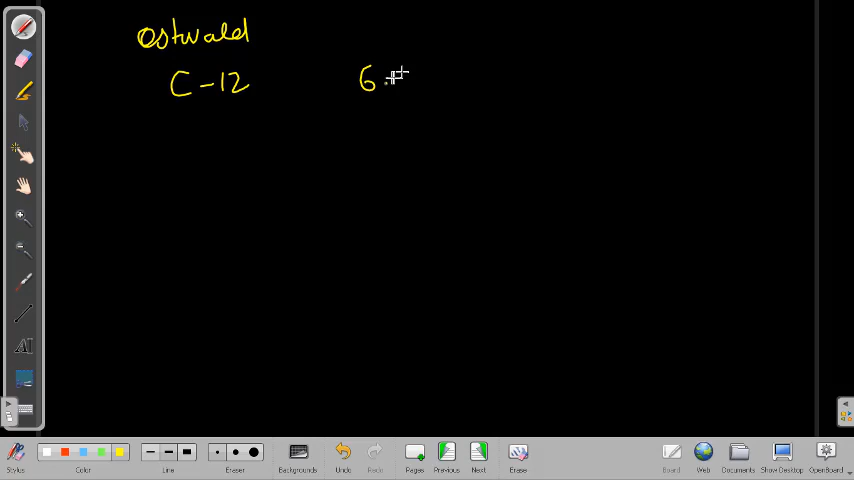 Ostwald
C-12 6.
Styles Color Line Eraser Backgrounds Undo Redo Pages Previous Next Erase Board Web Documents Show Desktop OpenBoard